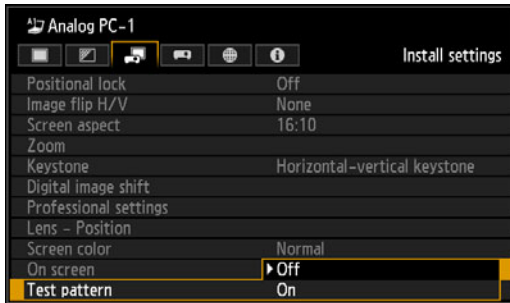 Analog PC-1
Install settings
Positional lock Off
Image flip H/V None
Screen aspect 16:10
Zoom
Keystone Horizontal-vertical keystone
Digital image shift
Professional settings
Lens - Position
Screen color Normal
On screen Off
Test pattern On